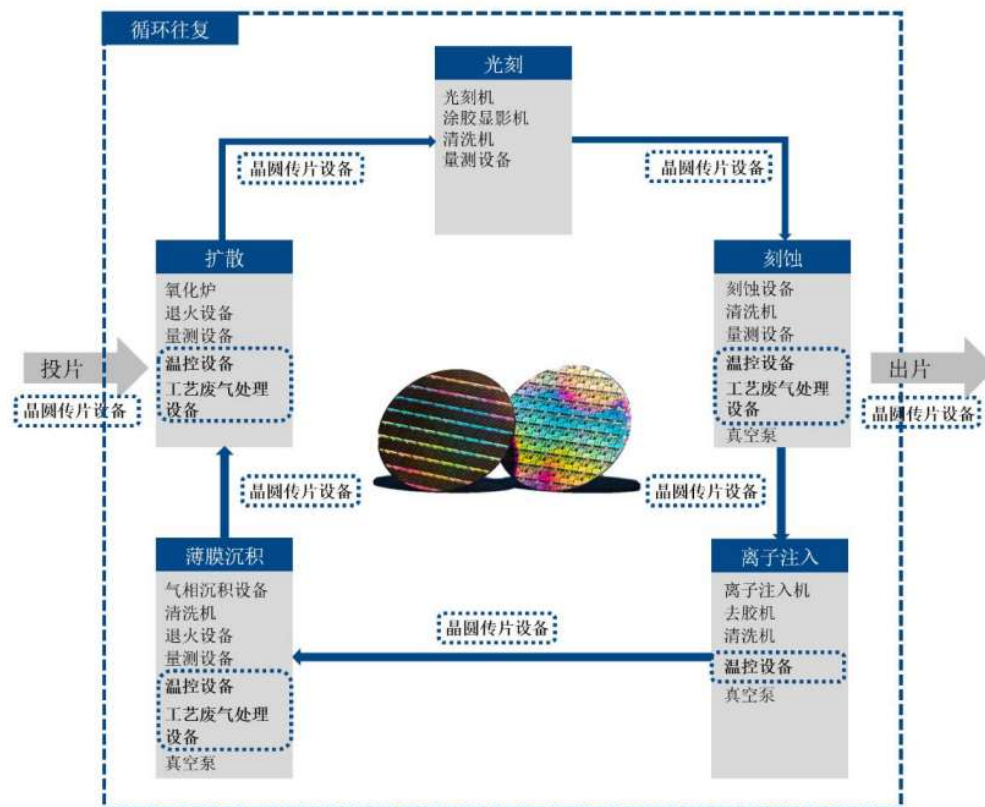 循环往复
光刻
光刻机
涂胶显影机
清洗机
量测设备
晶圆传片设备
晶圆传片设备
扩散
氧化炉
退火设备
量测设备
温控设备
工艺废气处理
设备
刻蚀
刻蚀设备
清洗机
量测设备
温控设备
工艺废气处理
设备
真空泵
投片
晶圆传片设备
出片
晶圆传片设备
晶圆传片设备
晶圆传片设备
薄膜沉积
气相沉积设备
清洗机
退火设备
量测设备
温控设备
工艺废气处理
设备
真空泵
晶圆传片设备
离子注入
离子注入机
去胶机
清洗机
温控设备
真空泵